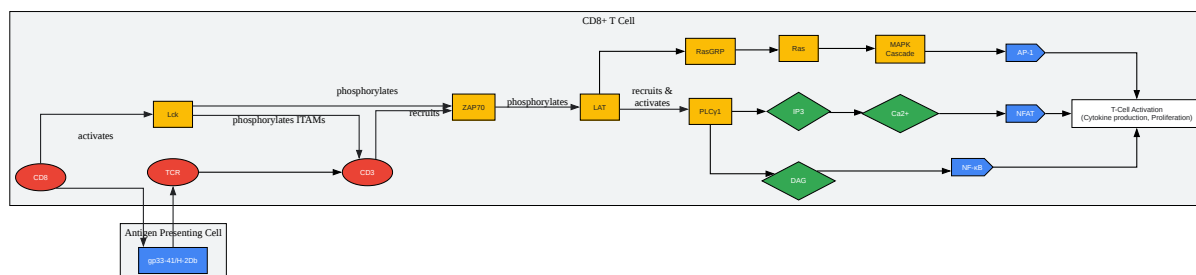 CD8+ T Cell
RasGRP
Ras
MAPK
Cascade
AP-1
phosphorylates
Lck
phosphorylates ITAMs
recruits
ZAP70
phosphorylates
LAT
recruits &
activates
PLCγ1
IP3
Ca2+
NFAT
T-Cell Activation
(Cytokine production, Proliferation)
activates
CD8
TCR
CD3
DAG
NF-κB
Antigen Presenting Cell
gp33-41/H-2Db